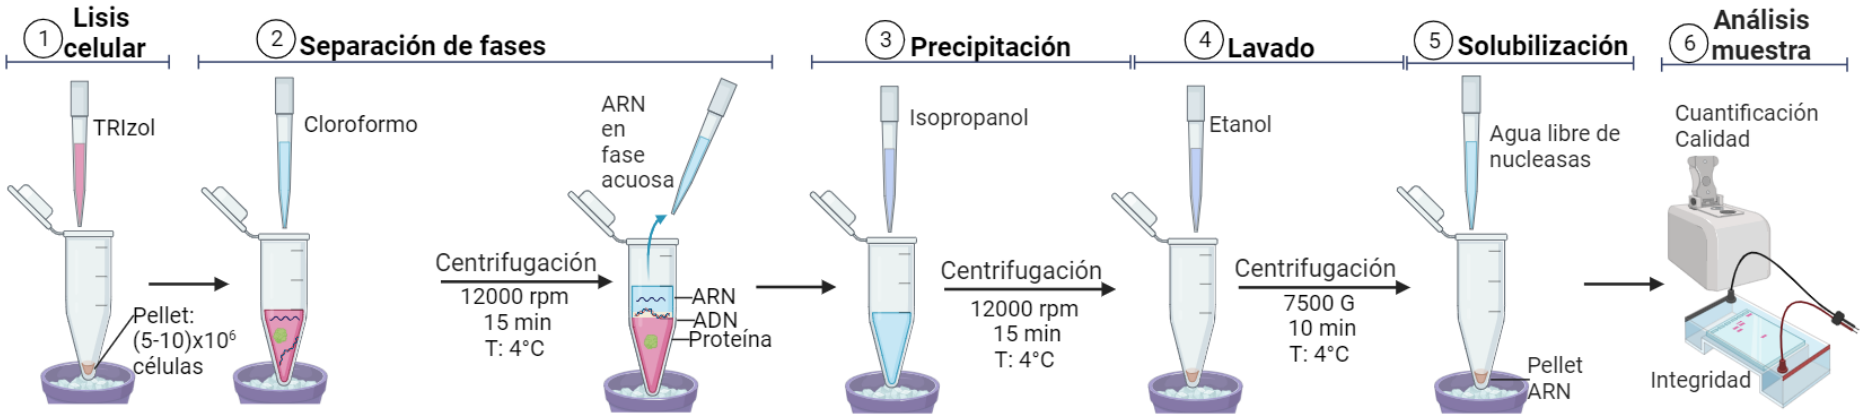 1 Lisis
celular
TRIzol
Pellet:
(5-10)x10⁶
células
2 Separación de fases
Cloroformo
Centrifugación
12000 rpm
15 min
T: 4°C
ARN
en
fase
acuosa
ARN
ADN
Proteína
3 Precipitación
Isopropanol
Centrifugación
12000 rpm
15 min
T: 4°C
4 Lavado
Etanol
Centrifugación
7500 G
10 min
T: 4°C
5 Solubilización
Agua libre de
nucleasas
Pellet
ARN
6 Análisis
muestra
Cuantificación
Calidad
Integridad